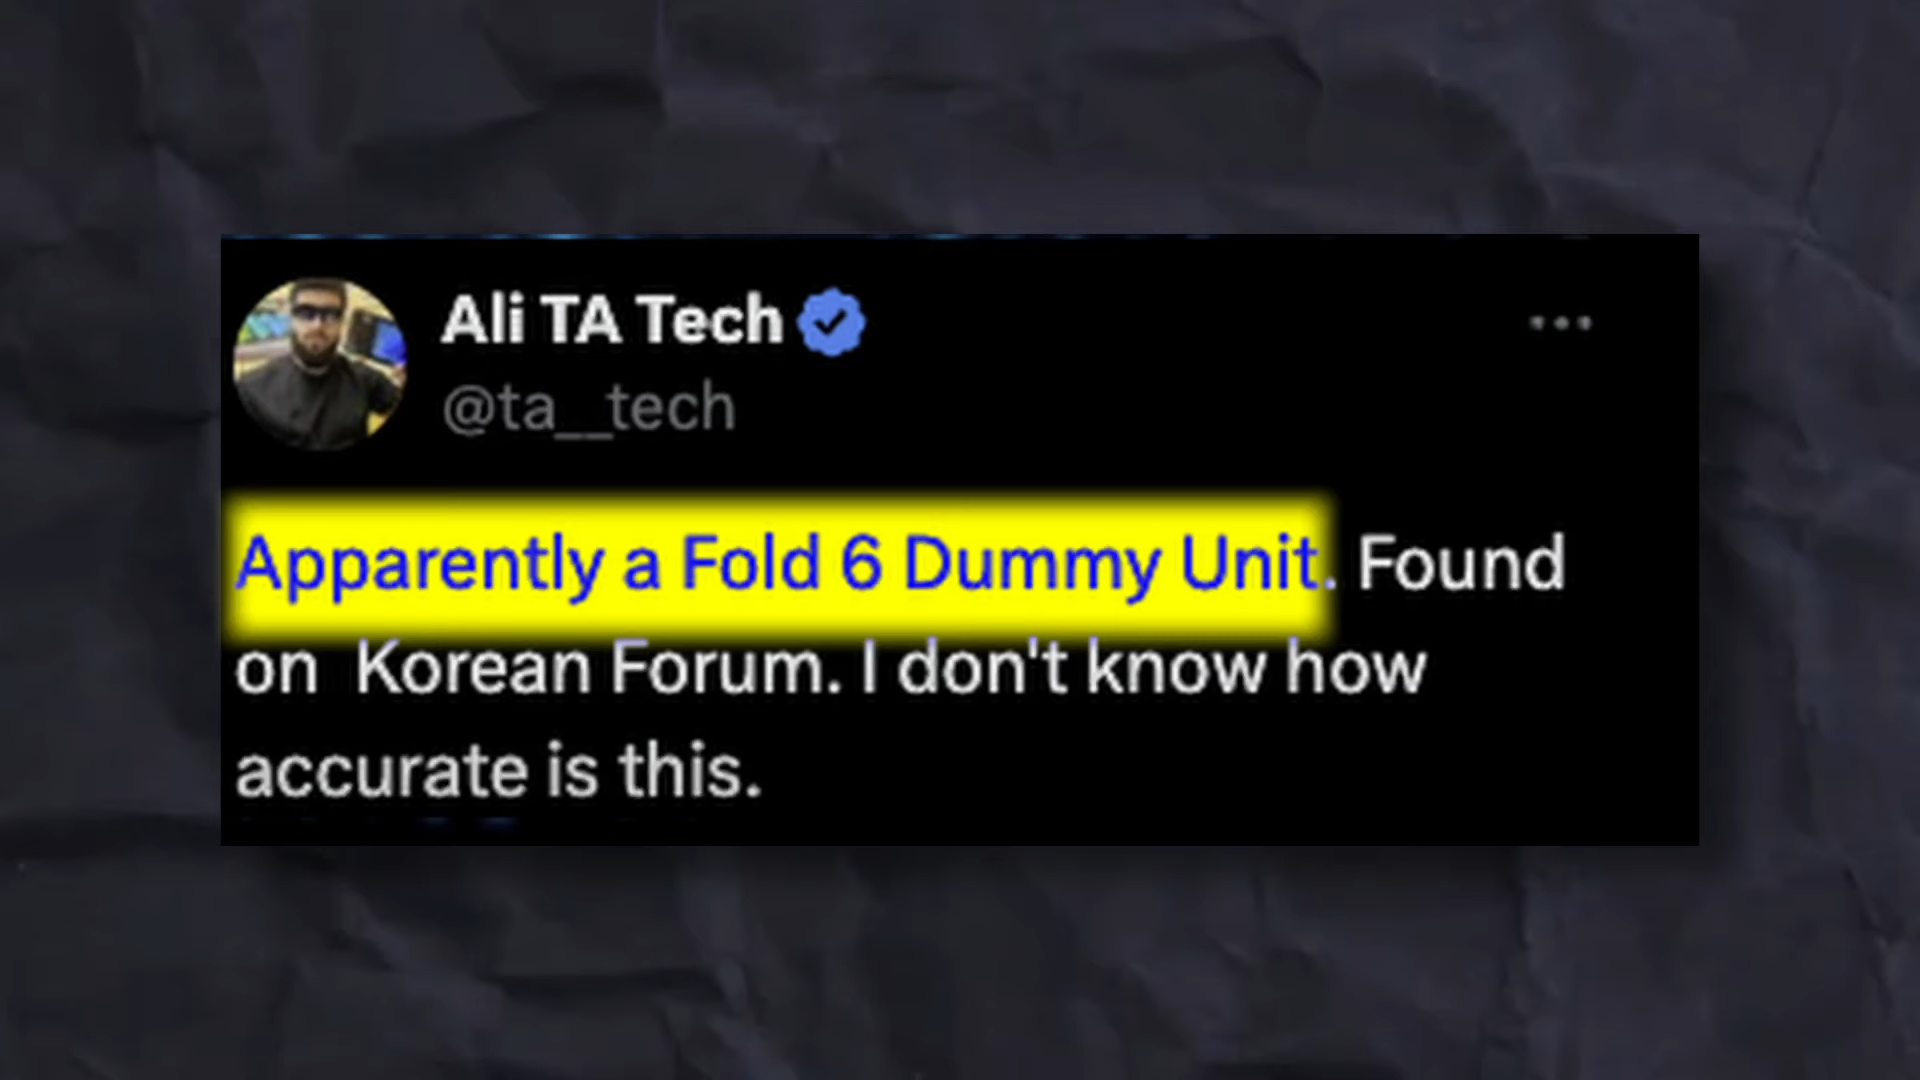 Ali TA Tech
@ta__tech
Apparently a Fold 6 Dummy Unit. Found
on  Korean Forum. I don't know how
accurate is this.